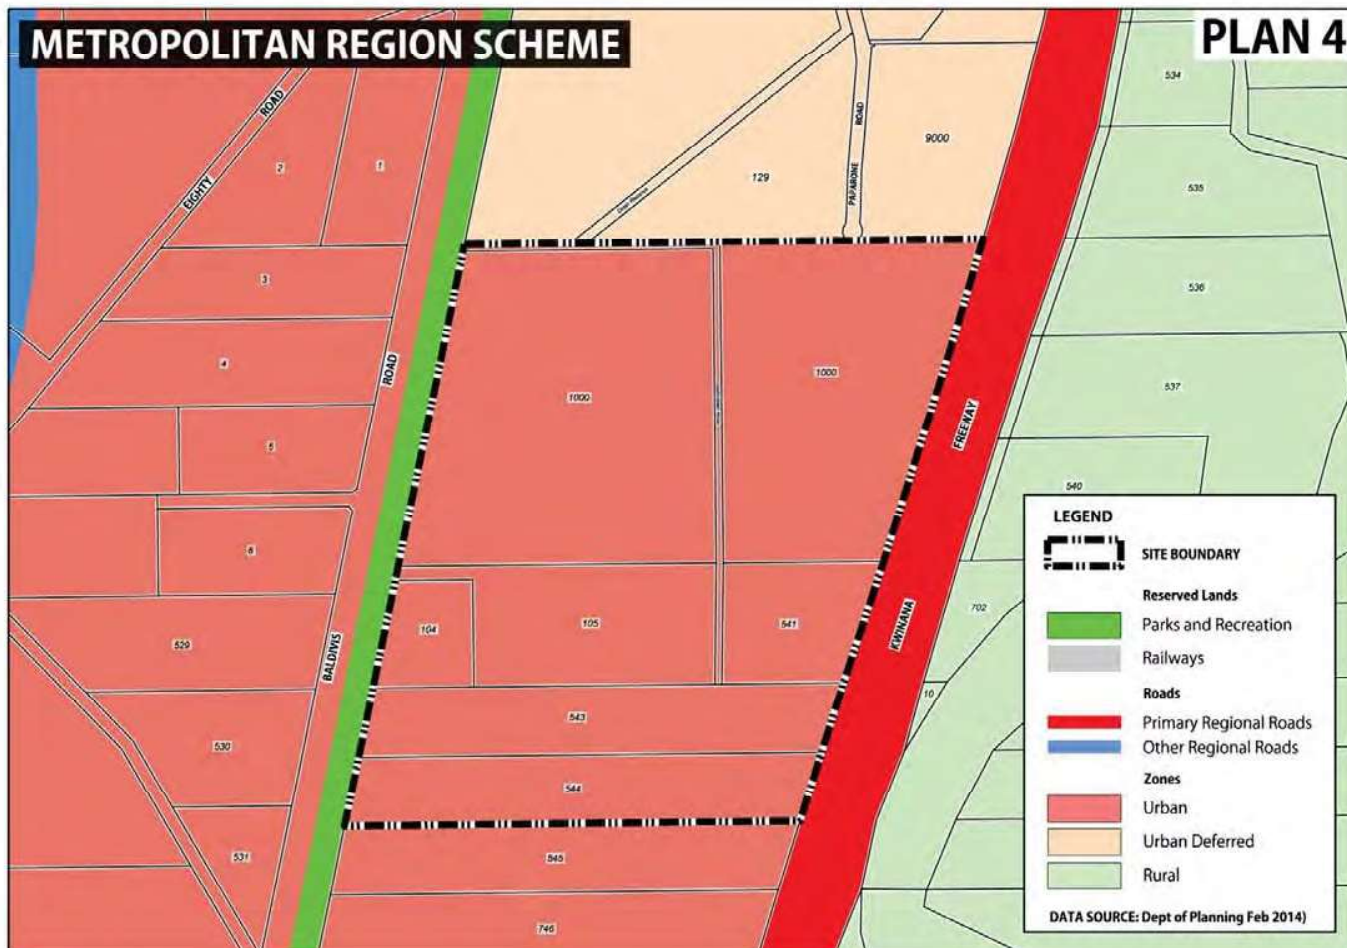 METROPOLITAN REGION SCHEME
PLAN 4
534
EIGHTY ROAD
2
1
129
PAPARONE ROAD
9000
535
3
536
4
ROAD
1000
1000
537
5
FREEWAY
540
6
104
105
541
KWINANA
702
529
BALDIVIS
10
543
530
544
531
545
746
LEGEND
SITE BOUNDARY
Reserved Lands
Parks and Recreation
Railways
Roads
Primary Regional Roads
Other Regional Roads
Zones
Urban
Urban Deferred
Rural
DATA SOURCE: Dept of Planning Feb 2014)